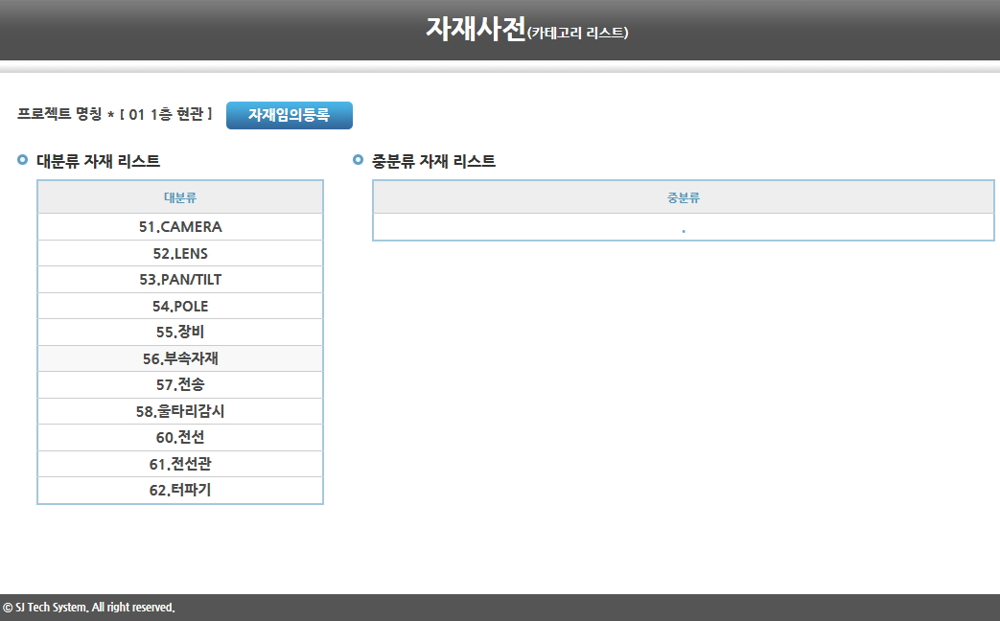 자재사전(카테고리 리스트)
프로젝트 명칭 * [ 01 1층 현관 ] 자재임의등록
대분류 자재 리스트
대분류
51.CAMERA
52.LENS
53.PAN/TILT
54.POLE
55.장비
56.부속자재
57.전송
58.울타리감시
60.전선
61.전선관
62.터파기
중분류 자재 리스트
중분류
.
© SJ Tech System. All right reserved.